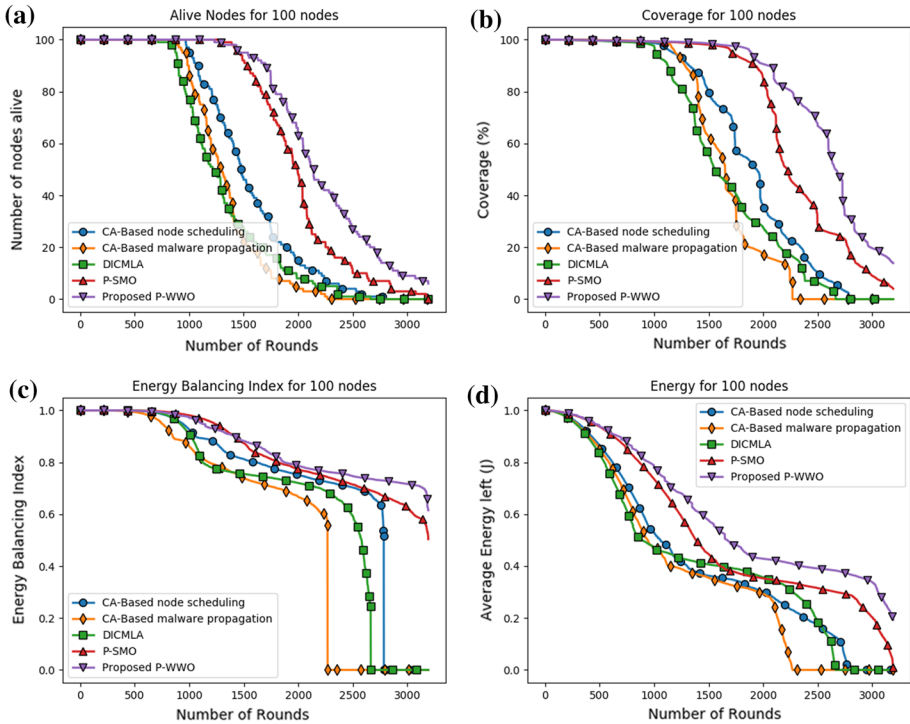 (a)
Alive Nodes for 100 nodes
Number of nodes alive
100
80
60
40
20
0
CA-Based node scheduling
CA-Based malware propagation
DICMLA
P-SMO
Proposed P-WWO
0 500 1000 1500 2000 2500 3000
Number of Rounds
(b)
Coverage for 100 nodes
Coverage (%)
100
80
60
40
20
0
CA-Based node scheduling
CA-Based malware propagation
DICMLA
P-SMO
Proposed P-WWO
0 500 1000 1500 2000 2500 3000
Number of Rounds
(c)
Energy Balancing Index for 100 nodes
Energy Balancing Index
1.0
0.8
0.6
0.4
0.2
0.0
CA-Based node scheduling
CA-Based malware propagation
DICMLA
P-SMO
Proposed P-WWO
0 500 1000 1500 2000 2500 3000
Number of Rounds
(d)
Energy for 100 nodes
Average Energy left (J)
1.0
0.8
0.6
0.4
0.2
0.0
CA-Based node scheduling
CA-Based malware propagation
DICMLA
P-SMO
Proposed P-WWO
0 500 1000 1500 2000 2500 3000
Number of Rounds